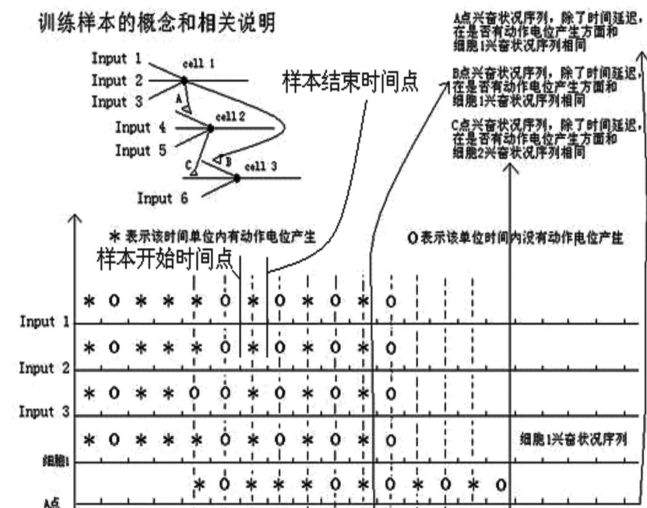 训练样本的概念和相关说明
A点兴奋状况序列，除了时间延迟，
在是否有动作电位产生方面和
细胞1兴奋状况序列相同
B点兴奋状况序列，除了时间延迟，
在是否有动作电位产生方面和
细胞1兴奋状况序列相同
C点兴奋状况序列，除了时间延迟，
在是否有动作电位产生方面和
细胞2兴奋状况序列相同
Input 1
cell 1
Input 2
Input 3
A
样本结束时间点
Input 4
cell2
Input 5
C
B
cell 3
Input 6
* 表示该时间单位内有动作电位产生
O表示该单位时间内没有动作电位产生
样本开始时间点
* O * * * O * O * O * O
Input 1
* O * * * O * O * O * O
Input 2
* O * * O O * O * O * O
Input 3
* O * * * O * O * O * O
细胞1兴奋状况序列
细胞1
* O * * * O * O * O * O
A点